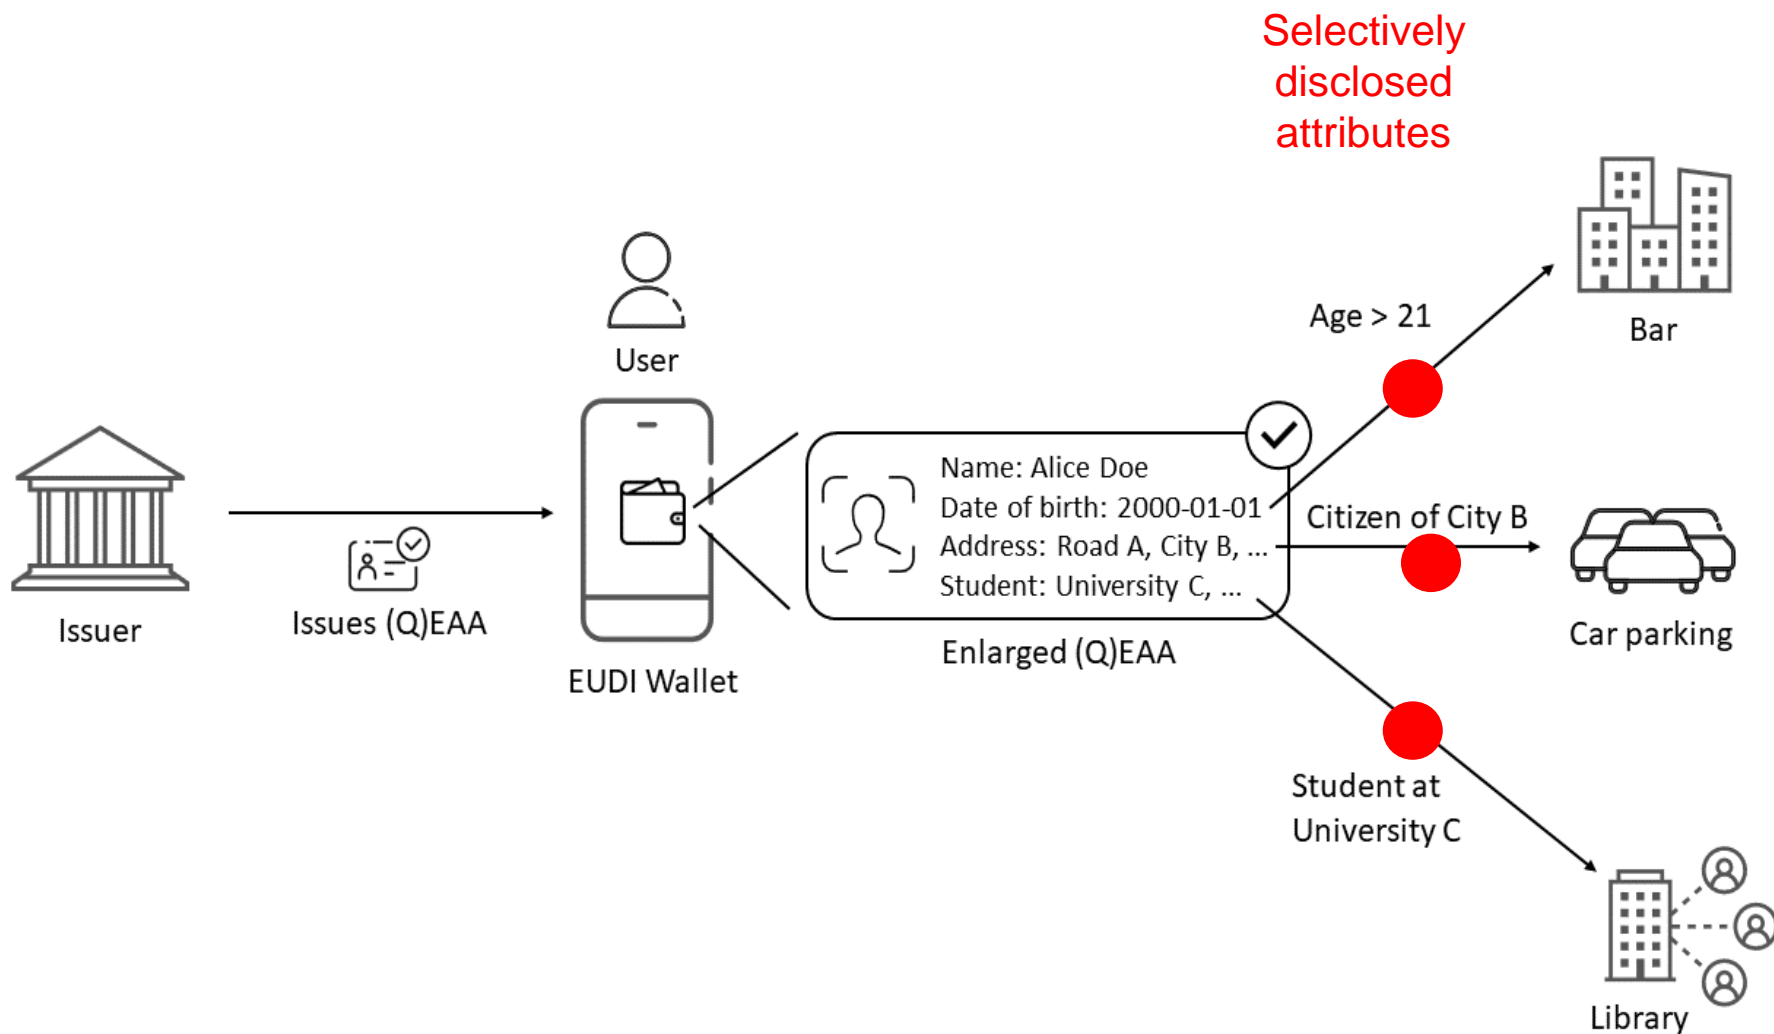 Selectively
disclosed
attributes
User
Issuer
Issues (Q)EAA
EUDI Wallet
Name: Alice Doe
Date of birth: 2000-01-01
Address: Road A, City B, ...
Student: University C, ...
Enlarged (Q)EAA
Age > 21
Bar
Citizen of City B
Car parking
Student at
University C
Library